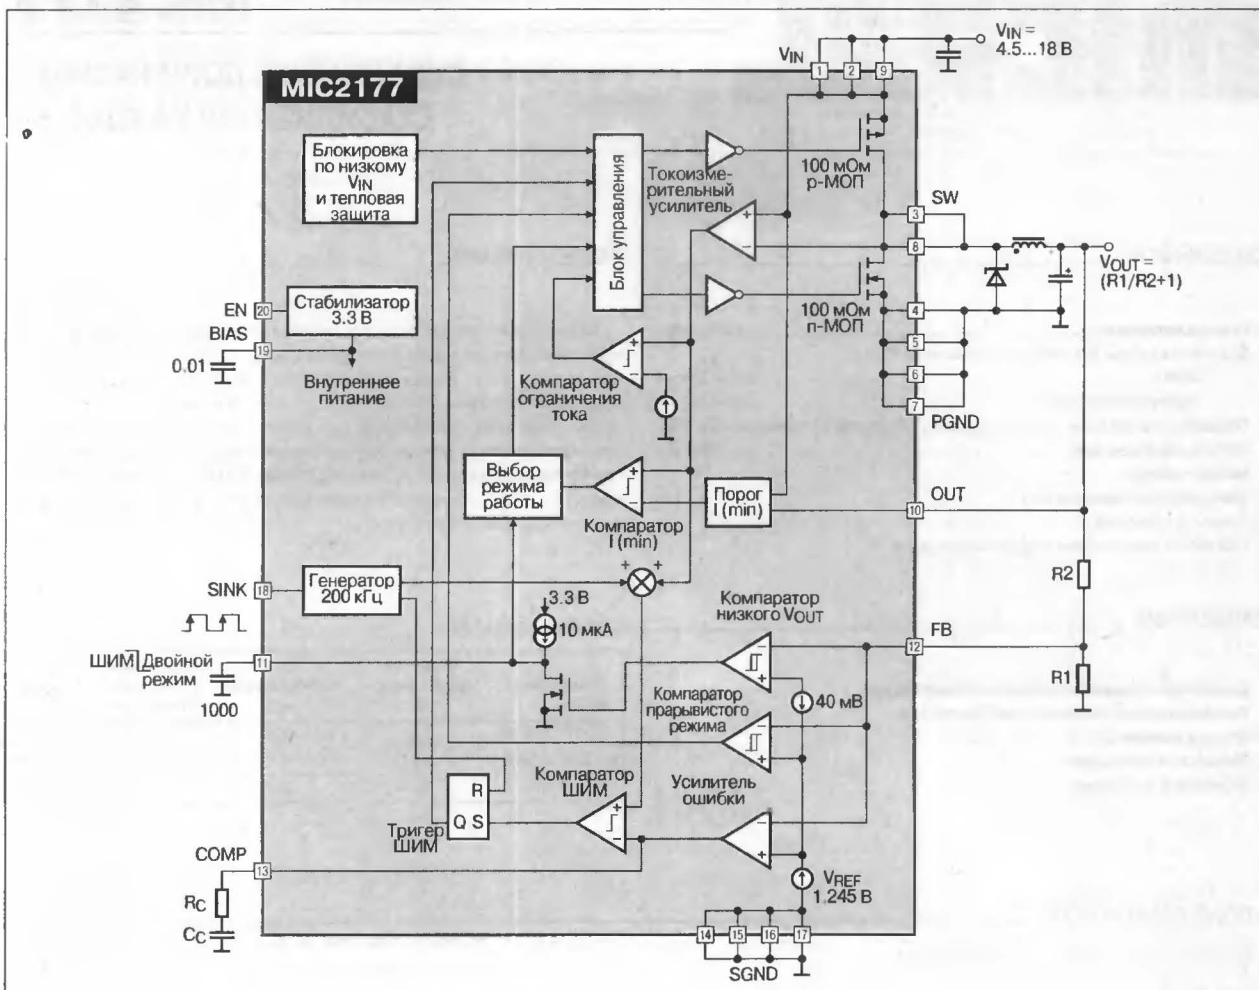 MIC2177
VIN
VIN =
4.5...18 В
1
2
9
Блокировка
по низкому
VIN
и тепловая
защита
Блок управления
Токоизме-
рительный
усилитель
100 мОм
р-МОП
SW
3
8
+
−
VOUT =
(R1/R2+1)
EN
20
Стабилизатор
3.3 В
BIAS
19
0.01
Внутреннее
питание
100 мОм
n-МОП
4
5
6
7
PGND
+
−
Компаратор
ограничения
тока
Выбор
режима
работы
+
−
Компаратор
I (min)
Порог
I (min)
OUT
10
SINK
18
Генератор
200 кГц
+
+
3.3 В
10 мкА
Компаратор
низкого VOUT
R2
FB
12
ШИМ
Двойной
режим
11
1000
−
+
40 мВ
R1
Компаратор
прарывистого
режима
−
+
Компаратор
ШИМ
Усилитель
ошибки
R
Q S
Тригер
ШИМ
+
−
−
+
COMP
13
RC
CC
VREF
1.245 В
14
15
16
17
SGND